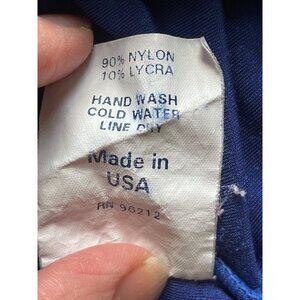 90% NYLON
10% LYCRA
HAND WASH
COLD WATER
LINE DRY
Made in
USA
RN 96212